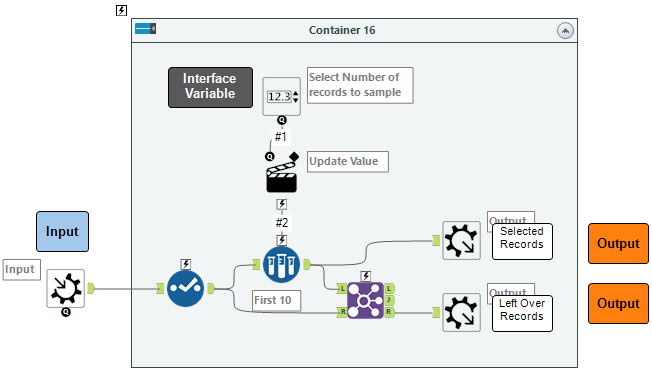 Container 16
Interface
Variable
12.3
Select Number of
records to sample
Q
#1
Q
Update Value
#2
Input
Input
Q
First 10
L
R
L
J
R
Output
Selected
Records
Output
Output
Left Over
Records
Output